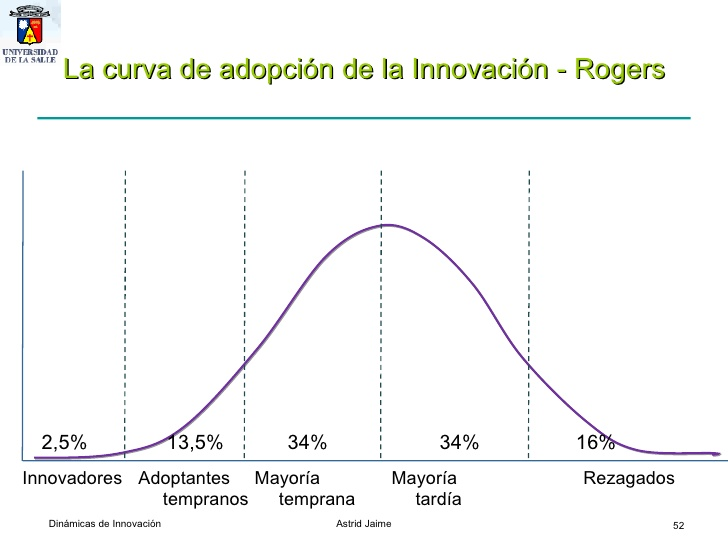 UNIVERSIDAD
DE LA SALLE
La curva de adopción de la Innovación - Rogers
2,5% 13,5% 34% 34% 16%
Innovadores Adoptantes Mayoría Mayoría Rezagados
tempranos temprana tardía
Dinámicas de Innovación Astrid Jaime 52